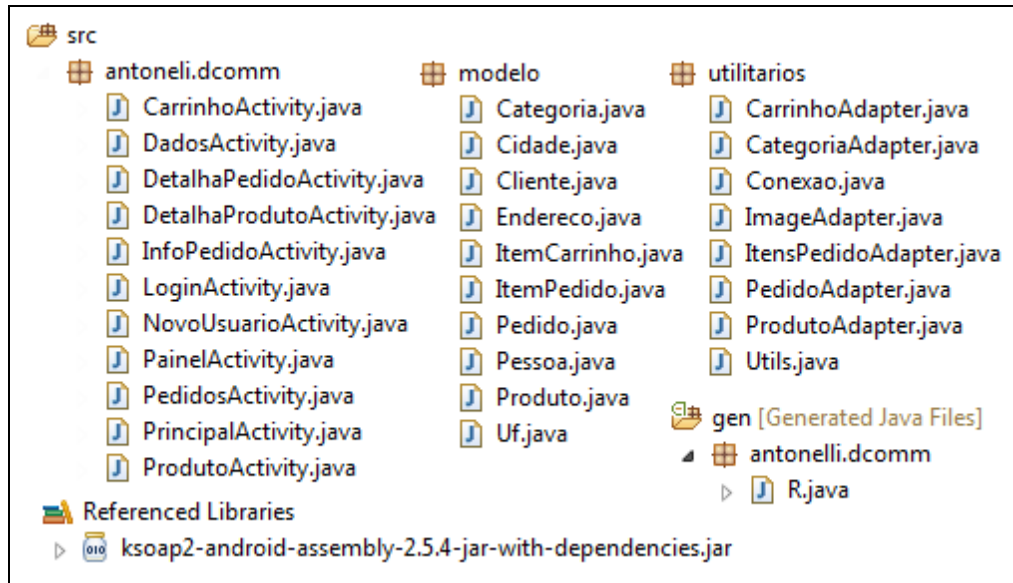 src
antoneli.dcomm
CarrinhoActivity.java
DadosActivity.java
DetalhaPedidoActivity.java
DetalhaProdutoActivity.java
InfoPedidoActivity.java
LoginActivity.java
NovoUsuarioActivity.java
PainelActivity.java
PedidosActivity.java
PrincipalActivity.java
ProdutoActivity.java
modelo
Categoria.java
Cidade.java
Cliente.java
Endereco.java
ItemCarrinho.java
ItemPedido.java
Pedido.java
Pessoa.java
Produto.java
Uf.java
utilitarios
CarrinhoAdapter.java
CategoriaAdapter.java
Conexao.java
ImageAdapter.java
ItensPedidoAdapter.java
PedidoAdapter.java
ProdutoAdapter.java
Utils.java
gen [Generated Java Files]
antonelli.dcomm
R.java
Referenced Libraries
ksoap2-android-assembly-2.5.4-jar-with-dependencies.jar